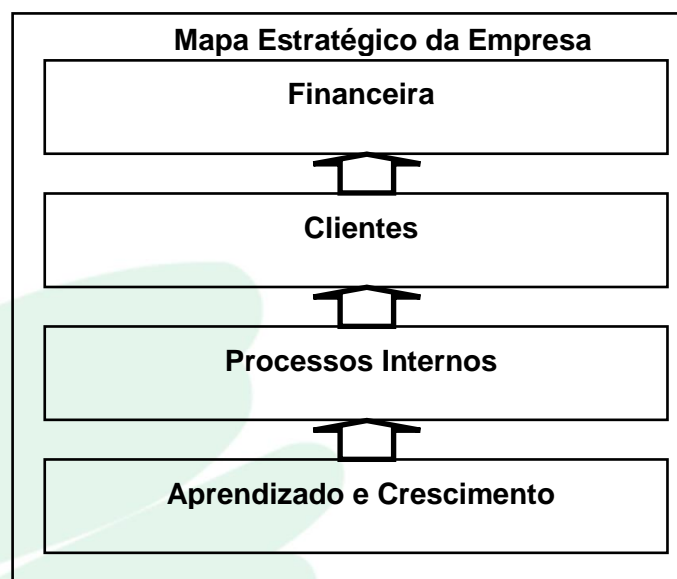 Mapa Estratégico da Empresa
Financeira
Clientes
Processos Internos
Aprendizado e Crescimento